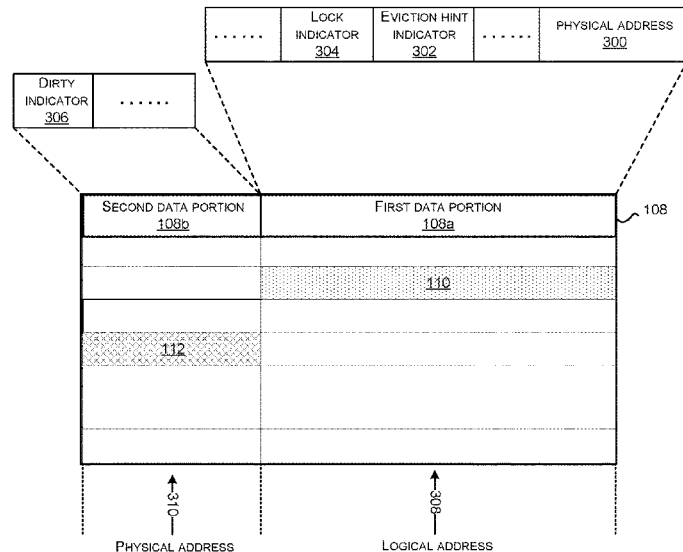 ...... LOCK INDICATOR 304 EVICTION HINT INDICATOR 302 ...... PHYSICAL ADDRESS 300
DIRTY INDICATOR 306 ......
SECOND DATA PORTION 108b FIRST DATA PORTION 108a
108
110
112
310 308
PHYSICAL ADDRESS LOGICAL ADDRESS